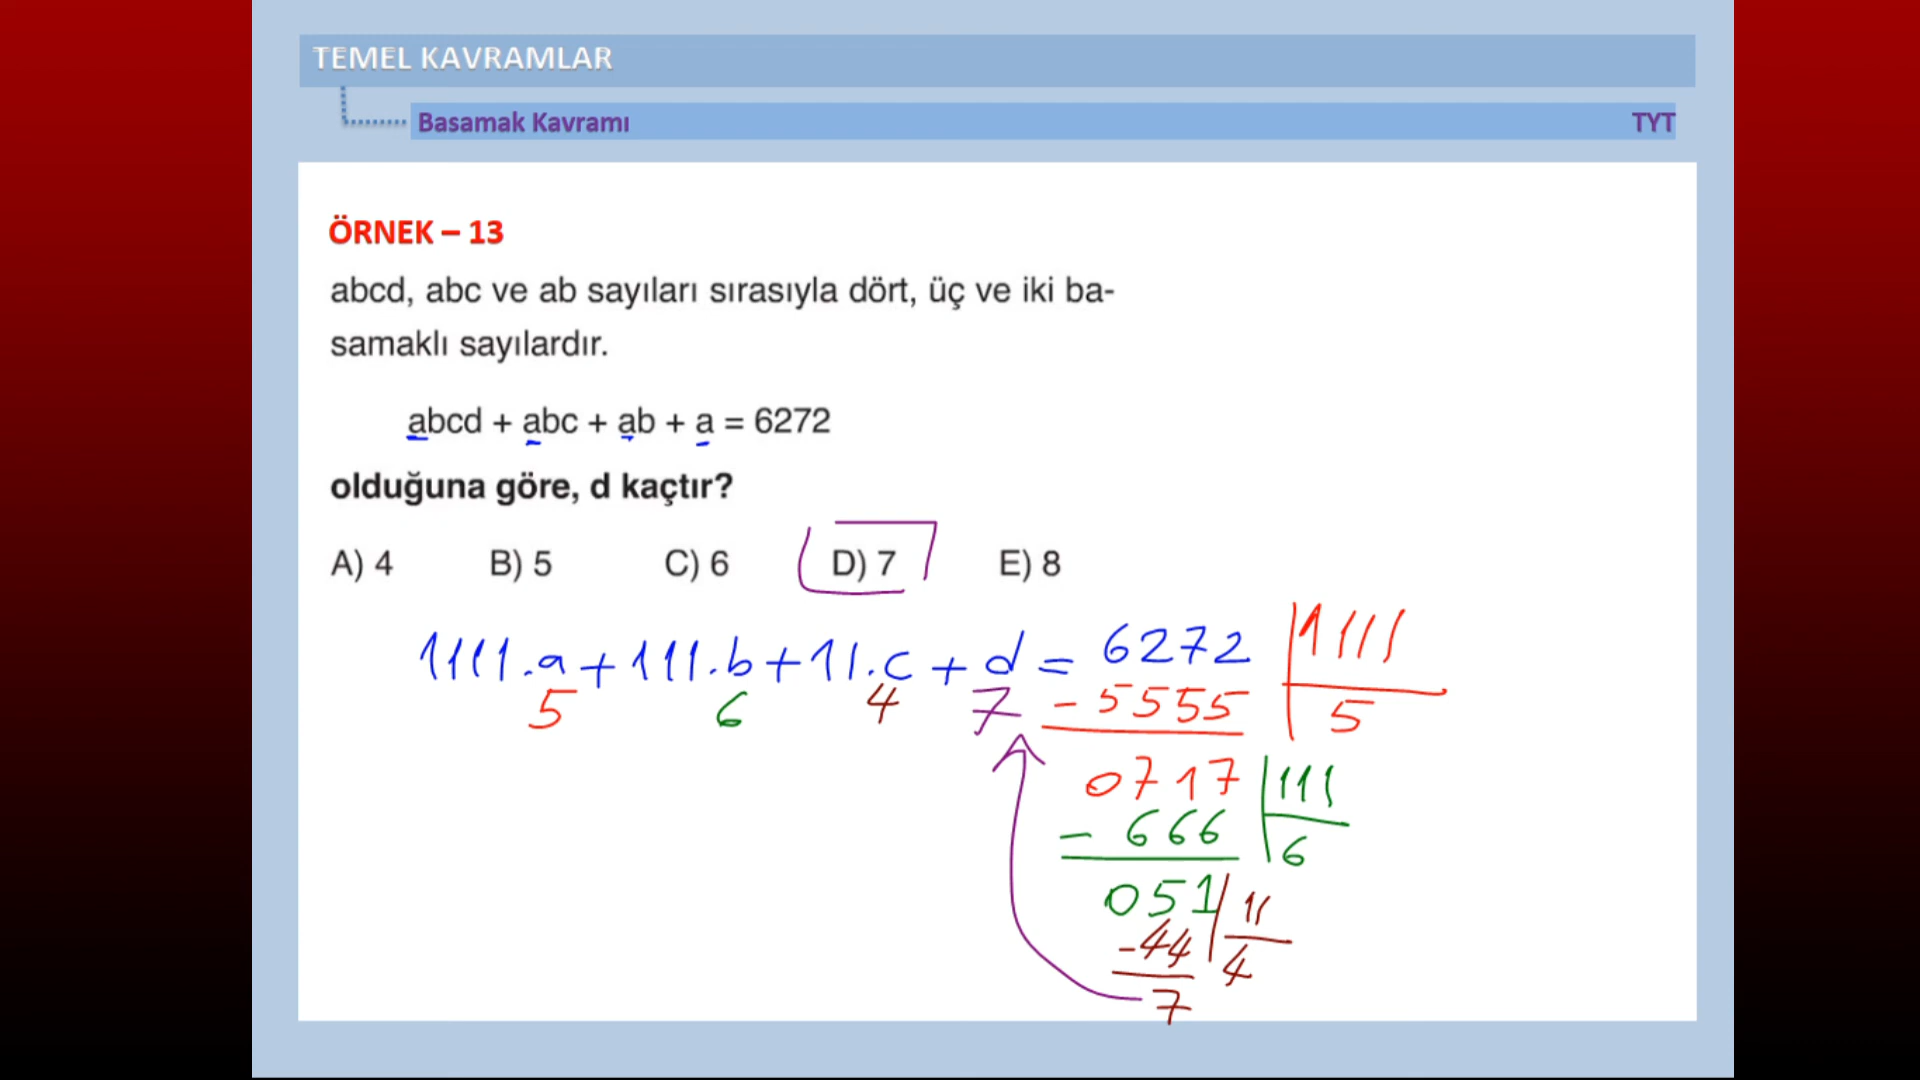 TEMEL KAVRAMLAR
Basamak Kavramı TYT
ÖRNEK – 13
abcd, abc ve ab sayıları sırasıyla dört, üç ve iki ba-
samaklı sayılardır.
abcd + abc + ab + a = 6272
olduğuna göre, d kaçtır?
A) 4 B) 5 C) 6 D) 7 E) 8
1111.a + 111.b + 11.c + d = 6272 1111
5 6 4 7 - 5555 5
0717 111
- 666 6
051 11
-44 4
7